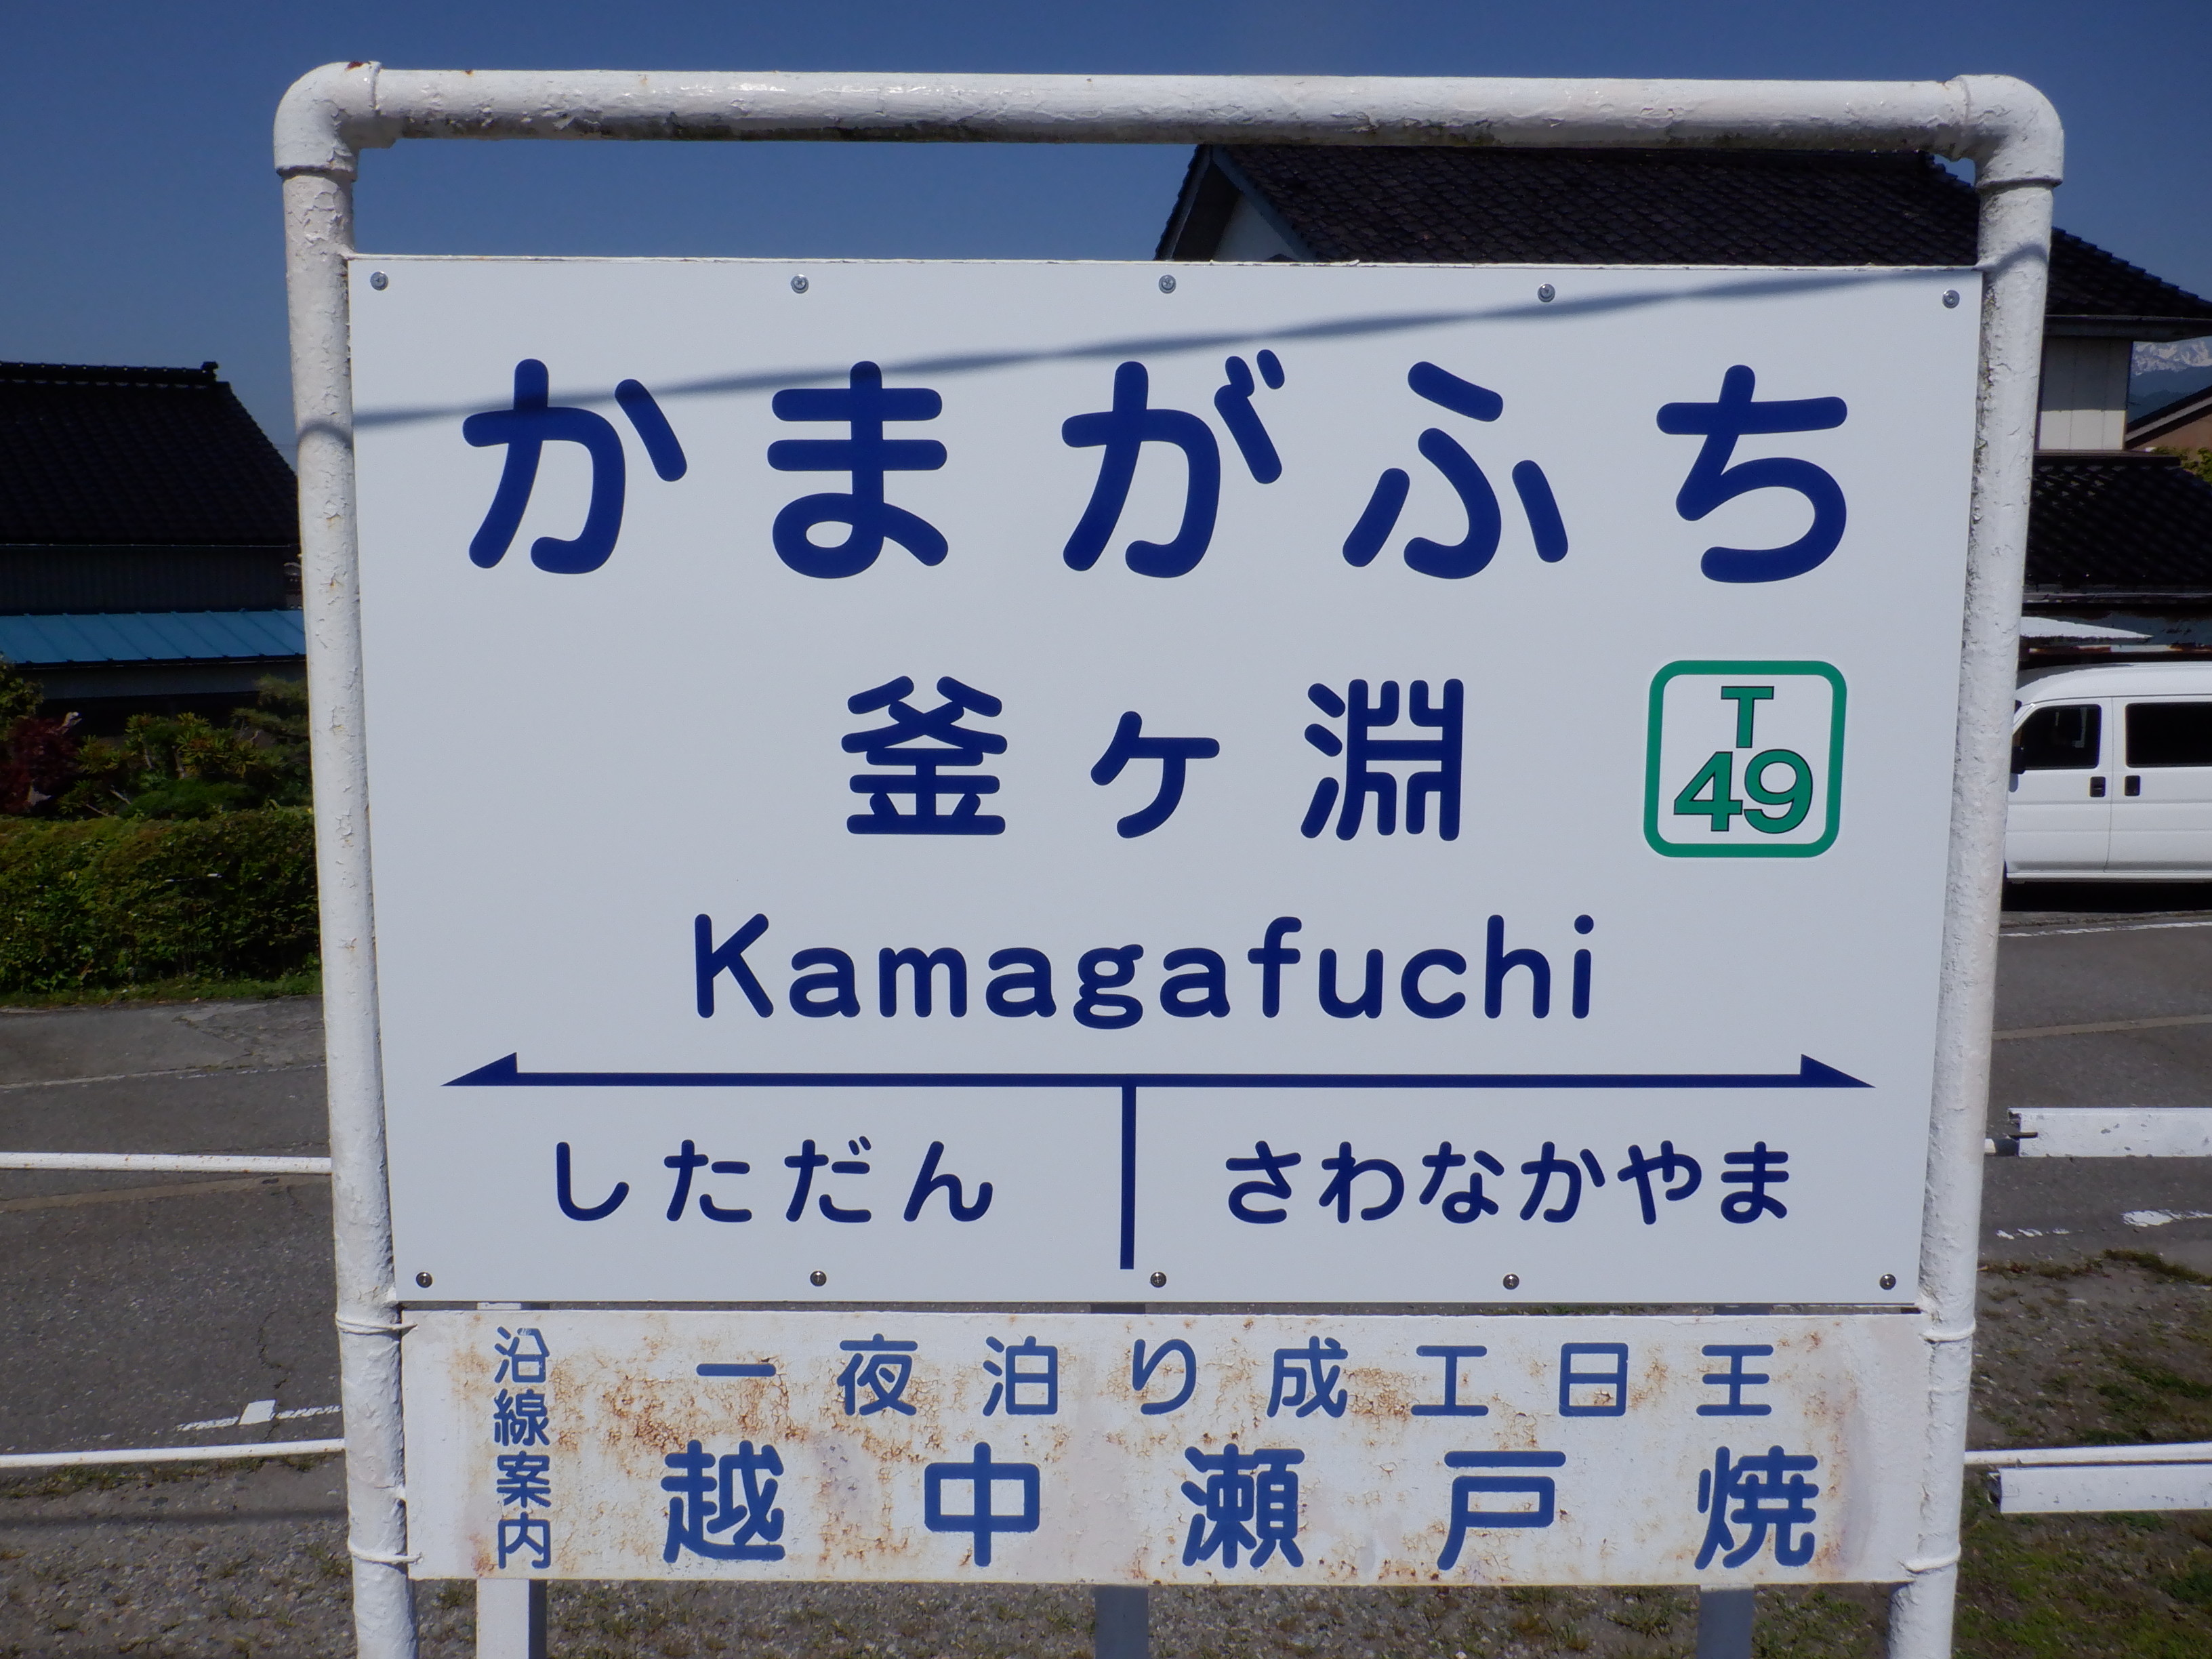 かまがふち
釜ヶ淵
T
49
Kamagafuchi
しただん
さわなかやま
沿線案内
一夜泊り成工日王
越中瀬戸焼